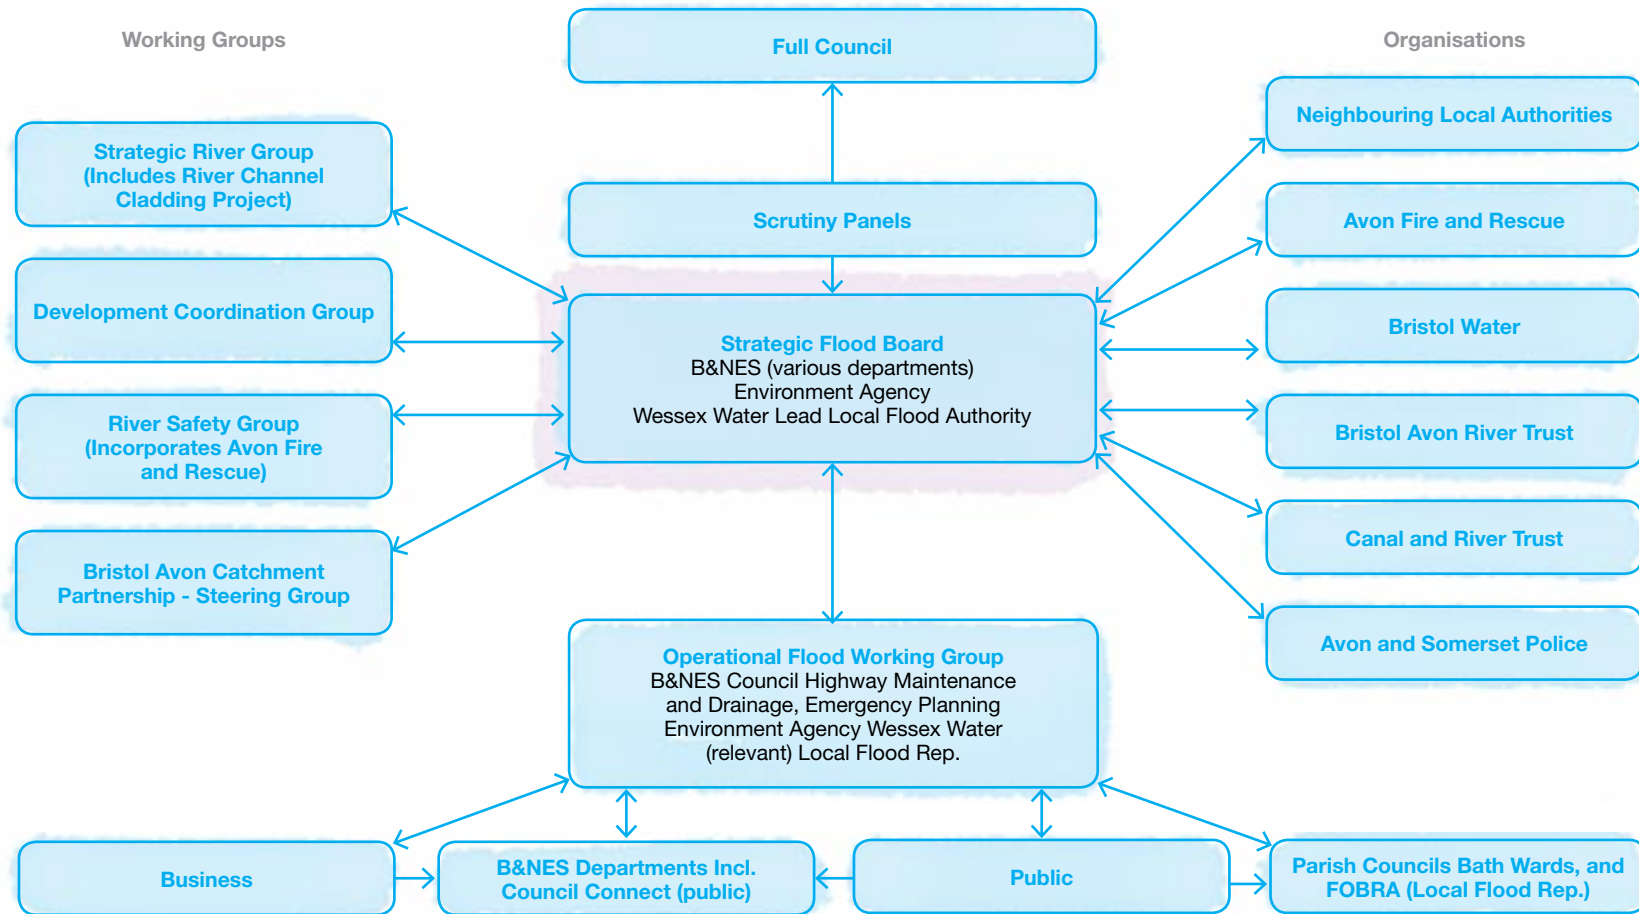 Working Groups
Full Council
Organisations
Strategic River Group
(Includes River Channel
Cladding Project)
Development Coordination Group
River Safety Group
(Incorporates Avon Fire
and Rescue)
Bristol Avon Catchment
Partnership - Steering Group
Scrutiny Panels
Strategic Flood Board
B&NES (various departments)
Environment Agency
Wessex Water Lead Local Flood Authority
Neighbouring Local Authorities
Avon Fire and Rescue
Bristol Water
Bristol Avon River Trust
Canal and River Trust
Avon and Somerset Police
Operational Flood Working Group
B&NES Council Highway Maintenance
and Drainage, Emergency Planning
Environment Agency Wessex Water
(relevant) Local Flood Rep.
Business
B&NES Departments Incl.
Council Connect (public)
Public
Parish Councils Bath Wards, and
FOBRA (Local Flood Rep.)